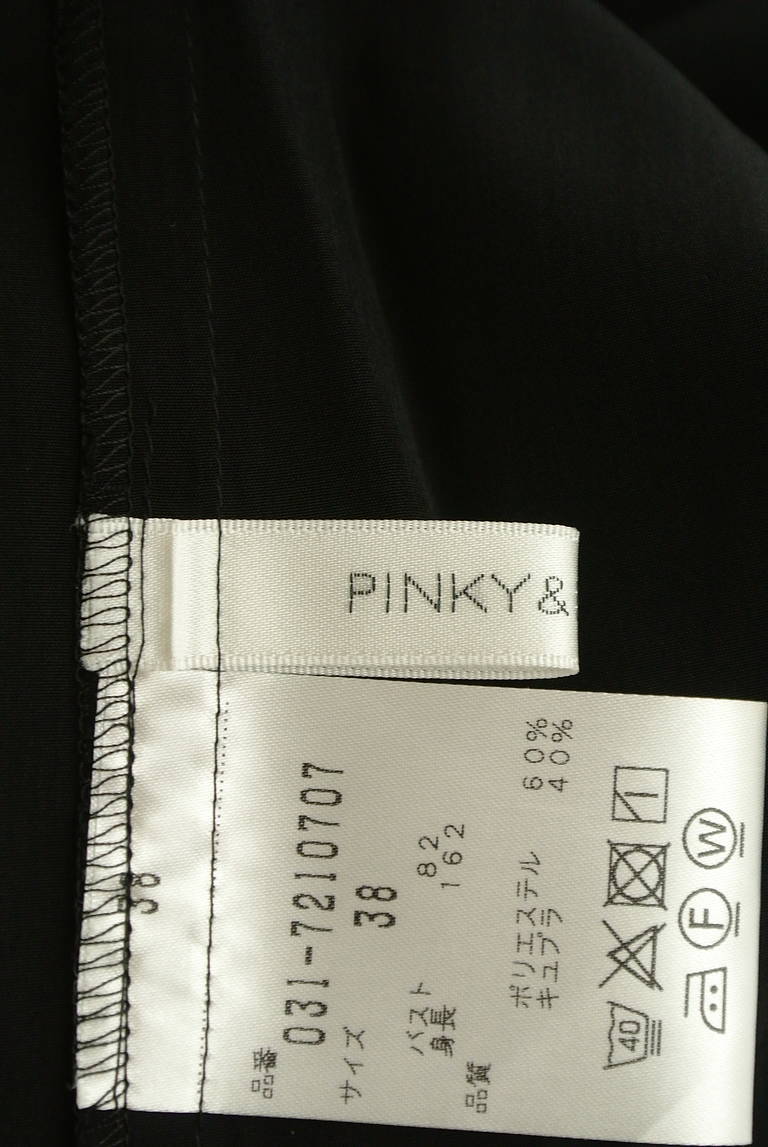 PINKY&
38
品番 031-7210707
サイズ 38
バスト 82
身長 162
品質
ポリエステル 60%
キュプラ 40%
40
F W